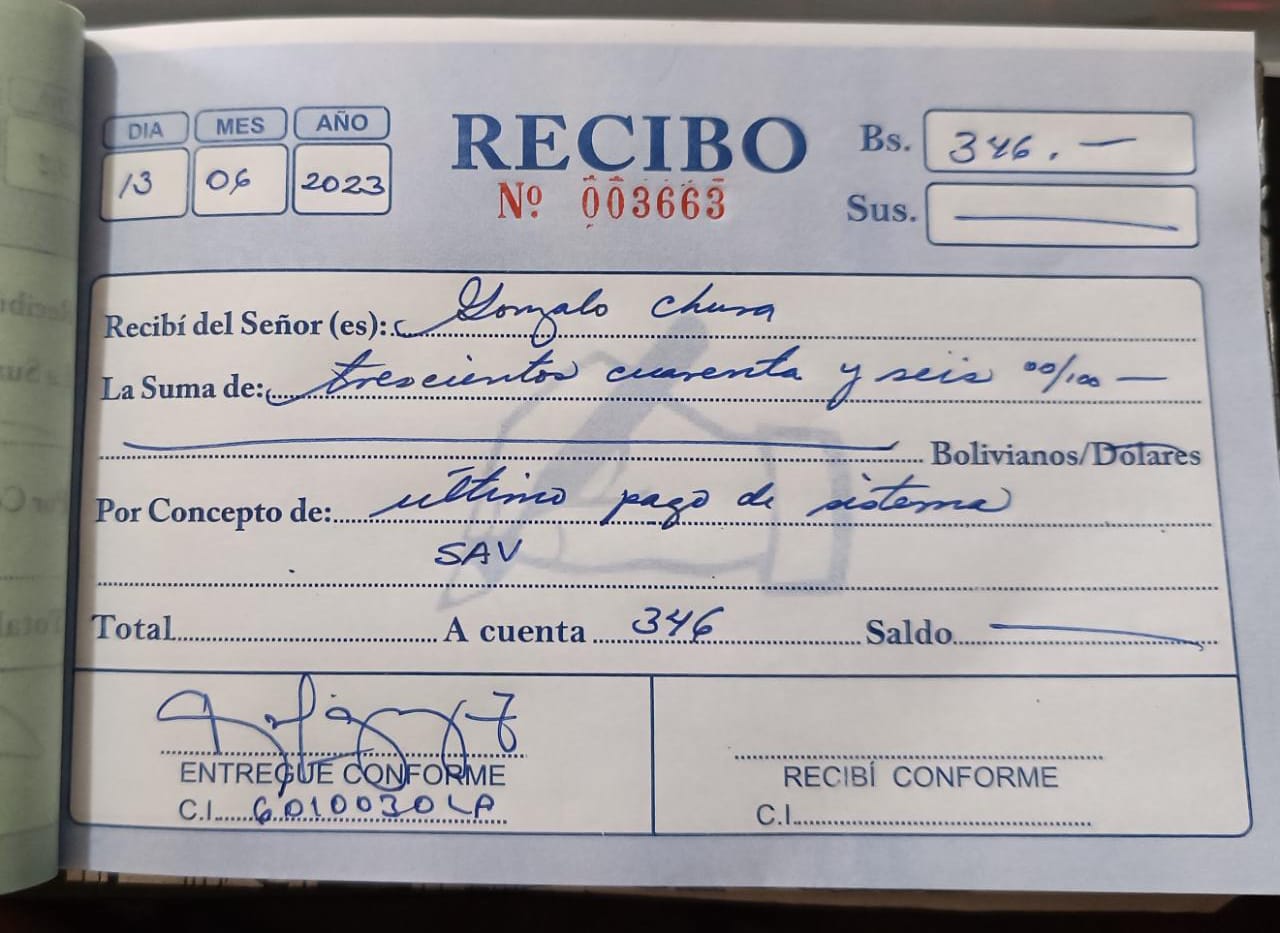 DIA MES AÑO
13 06 2023
RECIBO
Nº 003663
Bs. 346.—
Sus.
Recibí del Señor (es): Gonzalo Chura
La Suma de: trescientos cuarenta y seis 00/100 —
Bolivianos/Dólares
Por Concepto de: último pago de sistema
SAV
Total A cuenta 346 Saldo
ENTREGUE CONFORME
C.I. 6010030 LP
RECIBÍ CONFORME
C.I.